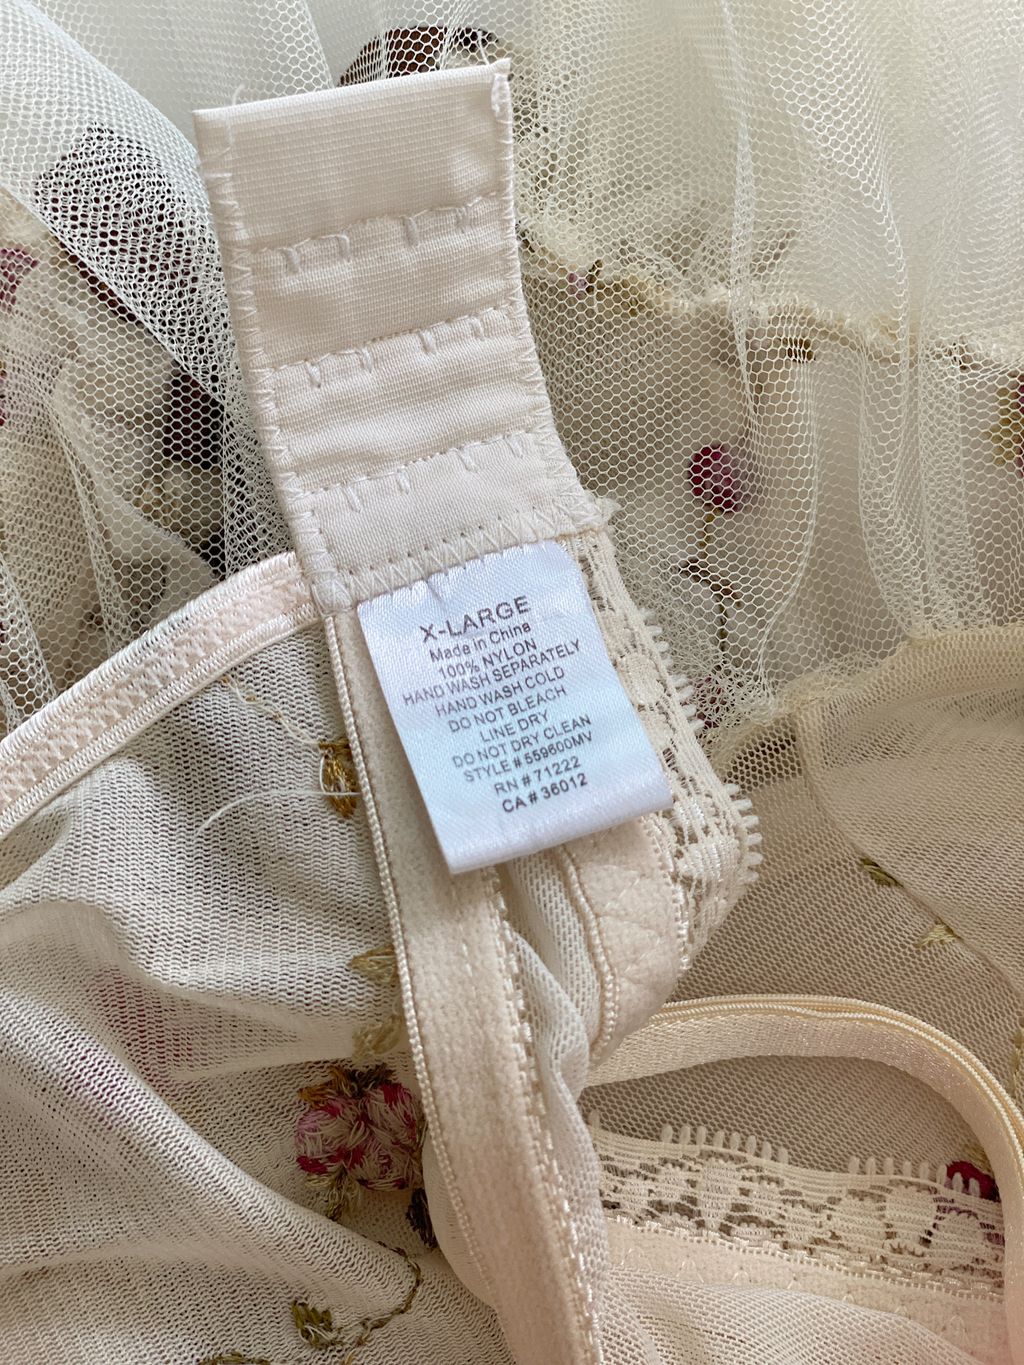 X-LARGE
Made in China
100% NYLON
HAND WASH SEPARATELY
HAND WASH COLD
DO NOT BLEACH
LINE DRY
DO NOT DRY CLEAN
STYLE # 559600MV
RN # 71222
CA # 36012